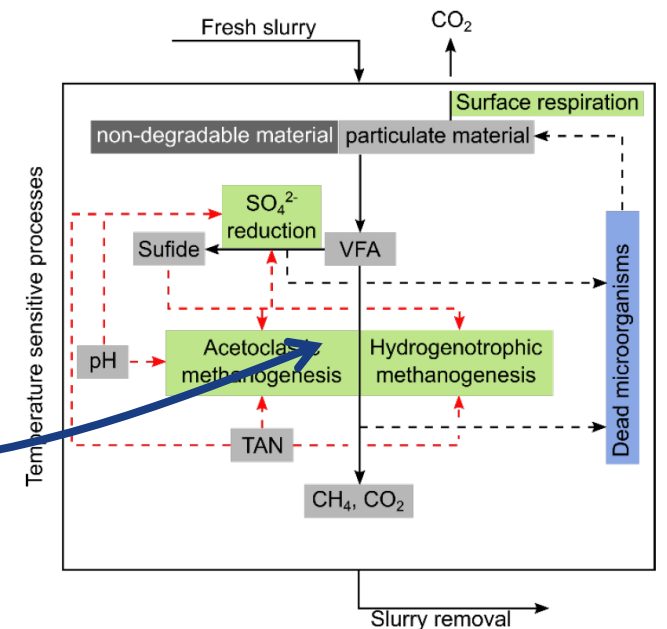 Fresh slurry
CO₂
Surface respiration
non-degradable material
particulate material
SO₄²⁻
reduction
Sufide
VFA
pH
methanogenesis
Hydrogenotrophic
methanogenesis
TAN
CH₄, CO₂
Dead microorganisms
Temperature sensitive processes
Slurry removal